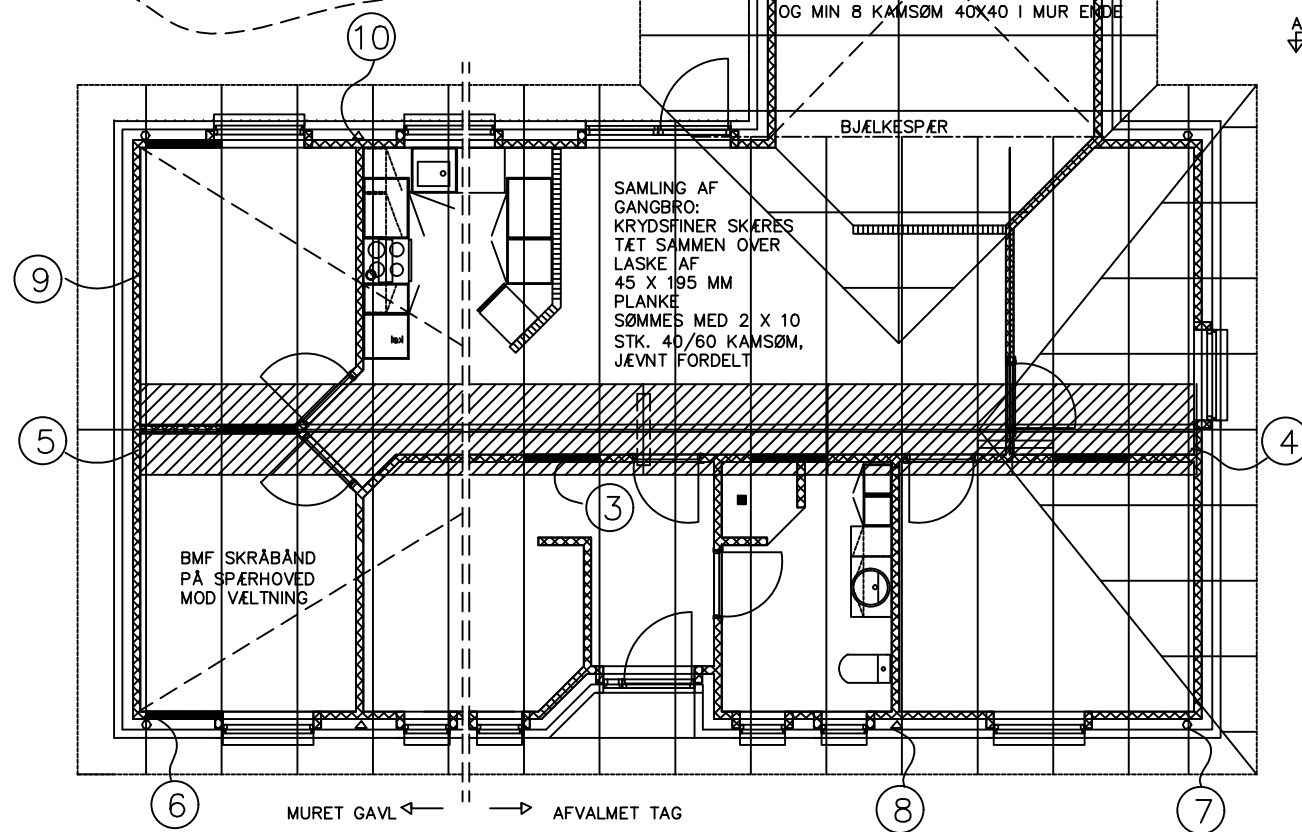 OG MIN 8 KAMSØM 40X40 I MUR ENDE
A
10
BJÆLKESPÆR
SAMLING AF
GANGBRO:
KRYDSFINER SKÆRES
TÆT SAMMEN OVER
LASKE AF
45 X 195 MM
PLANKE
SØMMES MED 2 X 10
STK. 40/60 KAMSØM,
JÆVNT FORDELT
9
5
4
3
BMF SKRÅBÅND
PÅ SPÆRHOVED
MOD VÆLTNING
6
MURET GAVL
AFVALMET TAG
8
7